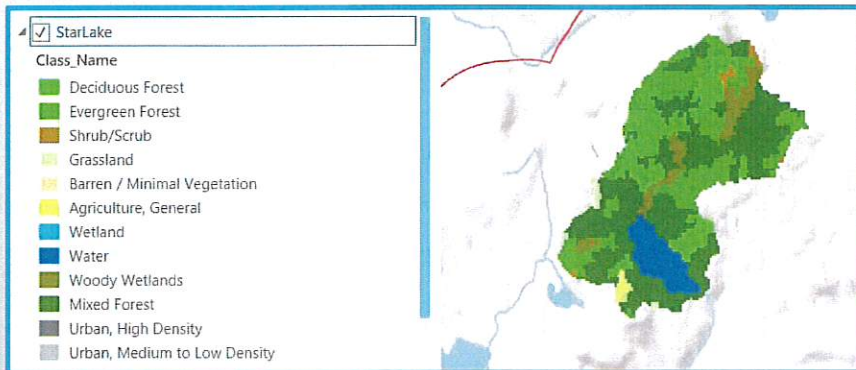 StarLake
Class_Name
Deciduous Forest
Evergreen Forest
Shrub/Scrub
Grassland
Barren / Minimal Vegetation
Agriculture, General
Wetland
Water
Woody Wetlands
Mixed Forest
Urban, High Density
Urban, Medium to Low Density